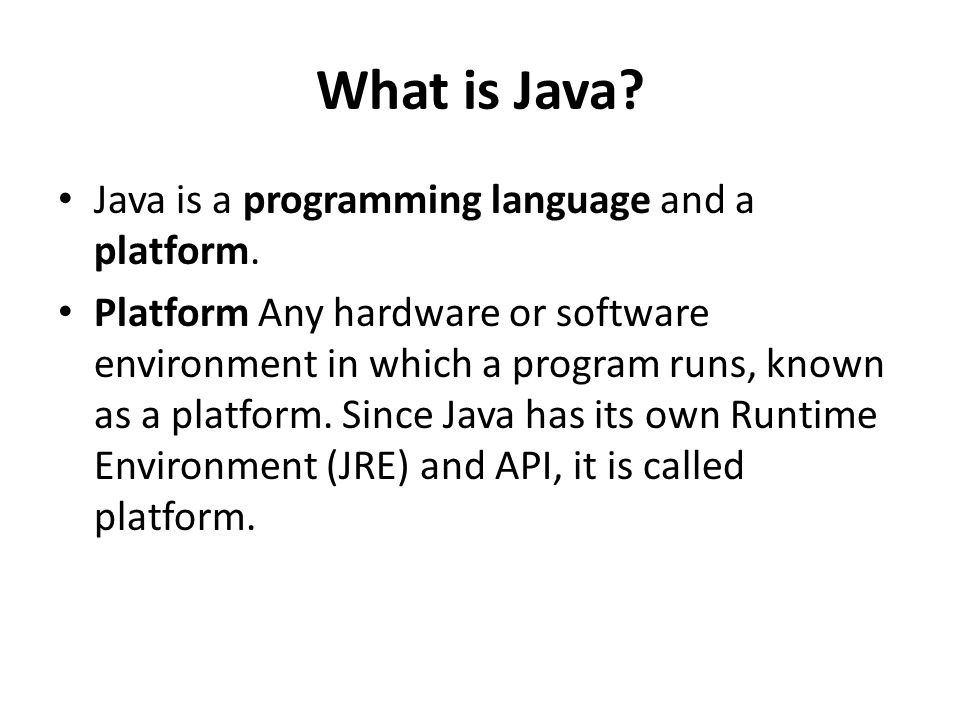 What is Java?
• Java is a programming language and a
platform.
• Platform Any hardware or software
environment in which a program runs, known
as a platform. Since Java has its own Runtime
Environment (JRE) and API, it is called
platform.